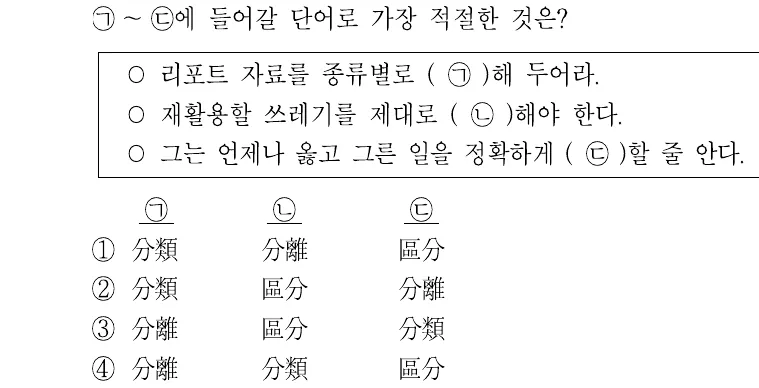 ㉠ ~ ㉢에 들어갈 단어로 가장 적절한 것은?
○ 리포트 자료를 종류별로 ( ㉠ )해 두어라.
○ 재활용할 쓰레기를 제대로 ( ㉡ )해야 한다.
○ 그는 언제나 옳고 그른 일을 정확하게 ( ㉢ )할 줄 안다.
㉠ ㉡ ㉢
① 分類 分離 區分
② 分類 區分 分離
③ 分離 區分 分類
④ 分離 分類 區分